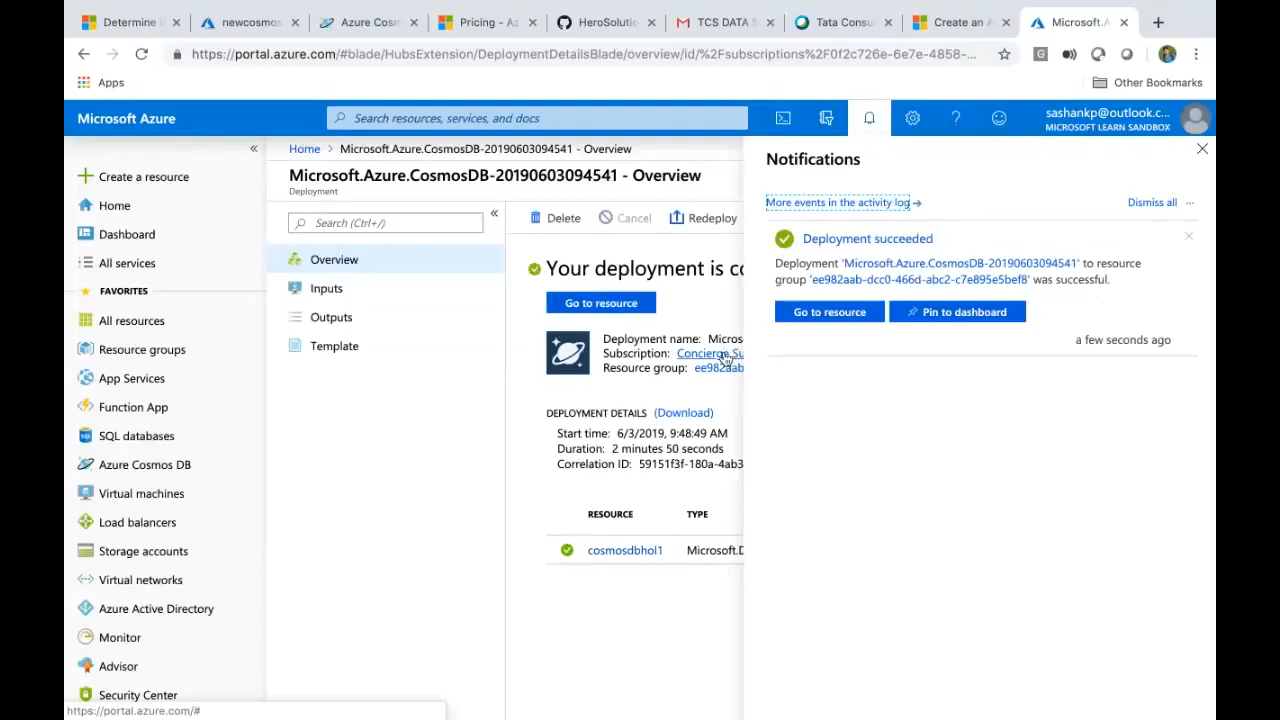 Determine
newcosmos
Azure Cosm
Pricing - Az
HeroSolutio
TCS DATA S
Tata Consu
Create an A
Microsoft.A
https://portal.azure.com/#blade/HubsExtension/DeploymentDetailsBlade/overview/id/%2Fsubscriptions%2F0f2c726e-6e7e-4858-...
Apps
Other Bookmarks
Microsoft Azure
Search resources, services, and docs
sashankp@outlook.c...
MICROSOFT LEARN SANDBOX
Create a resource
Home
Dashboard
All services
FAVORITES
All resources
Resource groups
App Services
Function App
SQL databases
Azure Cosmos DB
Virtual machines
Load balancers
Storage accounts
Virtual networks
Azure Active Directory
Monitor
Advisor
Security Center
https://portal.azure.com/#
Home > Microsoft.Azure.CosmosDB-20190603094541 - Overview
Microsoft.Azure.CosmosDB-20190603094541 - Overview
Deployment
Search (Ctrl+/)
Overview
Inputs
Outputs
Template
Delete Cancel Redeploy
Your deployment is co
Go to resource
Deployment name: Micros
Subscription: Concierge Su
Resource group: ee982aab
DEPLOYMENT DETAILS (Download)
Start time: 6/3/2019, 9:48:49 AM
Duration: 2 minutes 50 seconds
Correlation ID: 59151f3f-180a-4ab3
RESOURCE TYPE
cosmosdbhol1 Microsoft.D
Notifications
More events in the activity log →
Dismiss all ...
Deployment succeeded
Deployment 'Microsoft.Azure.CosmosDB-20190603094541' to resource
group 'ee982aab-dcc0-466d-abc2-c7e895e5bef8' was successful.
Go to resource
Pin to dashboard
a few seconds ago